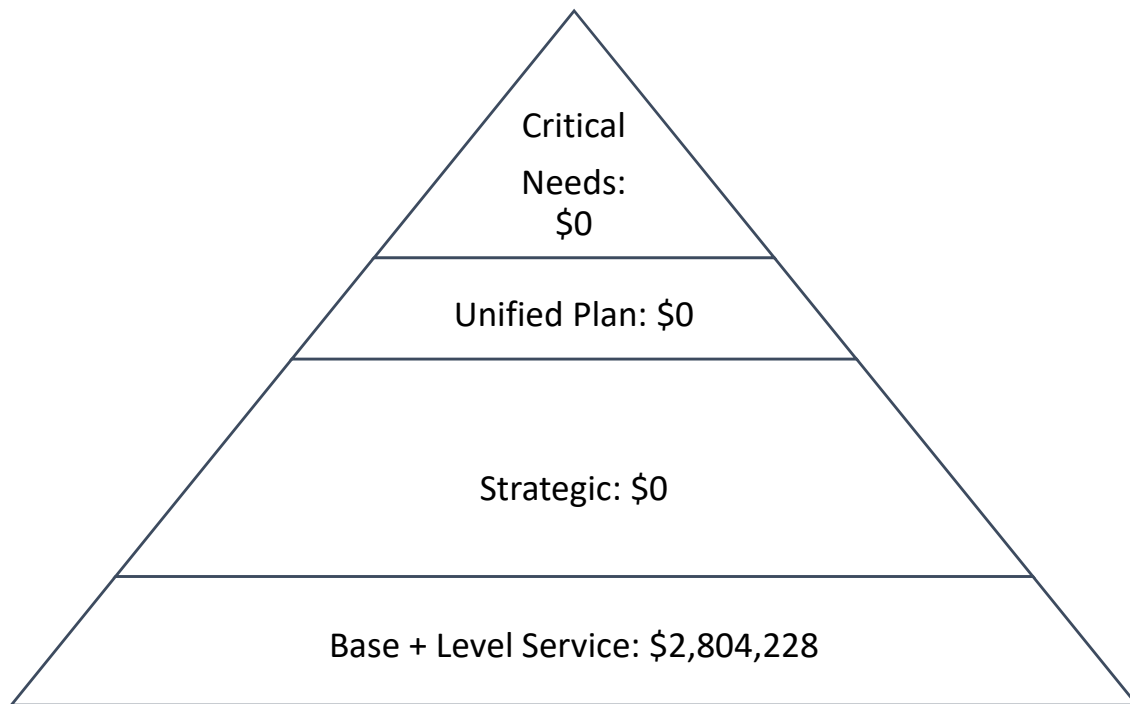 Critical
Needs:
$0
Unified Plan: $0
Strategic: $0
Base + Level Service: $2,804,228